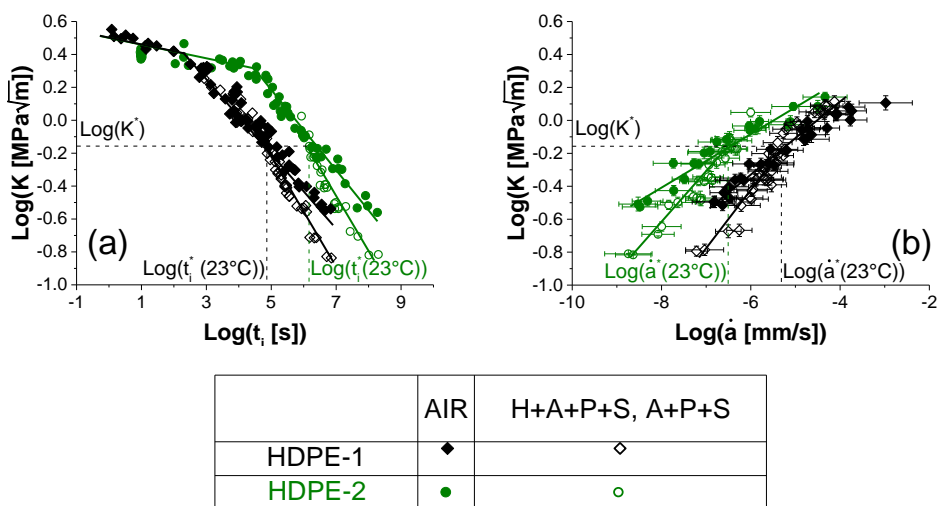 0.6
0.4
0.2
0.0
-0.2
-0.4
-0.6
-0.8
-1.0
Log(K [MPa√m])
Log(K*)
(a)
Log(tᵢ* (23°C))
Log(tᵢ* (23°C))
-1 1 3 5 7 9
Log(tᵢ [s])
0.6
0.4
0.2
0.0
-0.2
-0.4
-0.6
-0.8
-1.0
Log(K [MPa√m])
Log(K*)
(b)
Log(ȧ* (23°C))
Log(ȧ* (23°C))
-10 -8 -6 -4 -2
Log(ȧ [mm/s])
AIR H+A+P+S, A+P+S
HDPE-1
HDPE-2